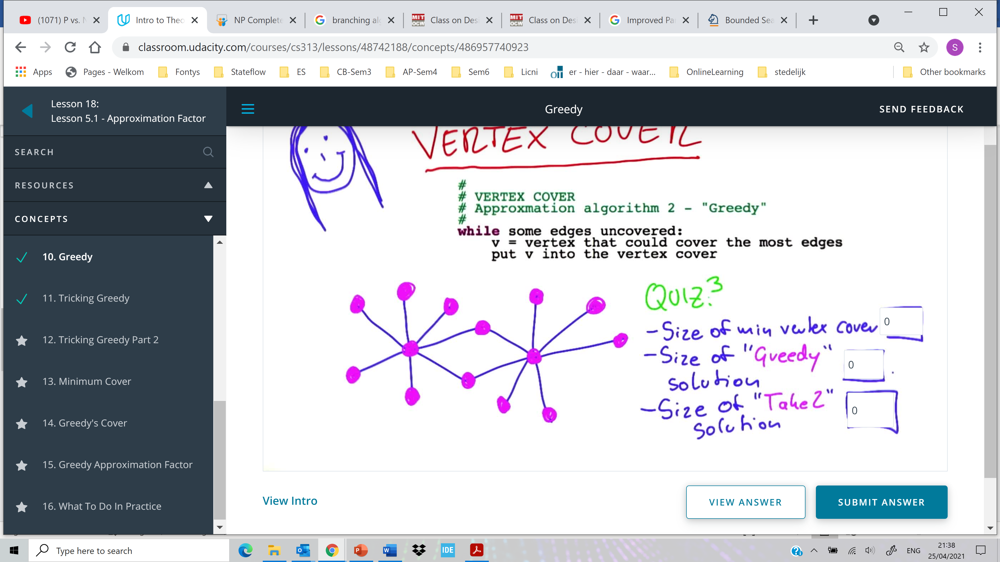 (1071) P vs. N
Intro to Theo
NP Complete
branching alg
Class on Desi
Class on Desi
Improved Pa
Bounded Sea
classroom.udacity.com/courses/cs313/lessons/48742188/concepts/486957740923
S
Apps
Pages - Welkom
Fontys
Stateflow
ES
CB-Sem3
AP-Sem4
Sem6
Licni
er - hier - daar - waar...
OnlineLearning
stedelijk
Other bookmarks
Lesson 18:
Lesson 5.1 - Approximation Factor
Greedy
SEND FEEDBACK
SEARCH
RESOURCES
CONCEPTS
10. Greedy
11. Tricking Greedy
12. Tricking Greedy Part 2
13. Minimum Cover
14. Greedy's Cover
15. Greedy Approximation Factor
16. What To Do In Practice
VERTEX COVER
#
# VERTEX COVER
# Approxmation algorithm 2 - "Greedy"
#
while some edges uncovered:
v = vertex that could cover the most edges
put v into the vertex cover
QUIZ?
- Size of min vertex cover 0
- Size of "Greedy"
solution 0 .
- Size of "Take 2"
solution 0
View Intro
VIEW ANSWER
SUBMIT ANSWER
Type here to search
IDE
ENG
21:38
25/04/2021